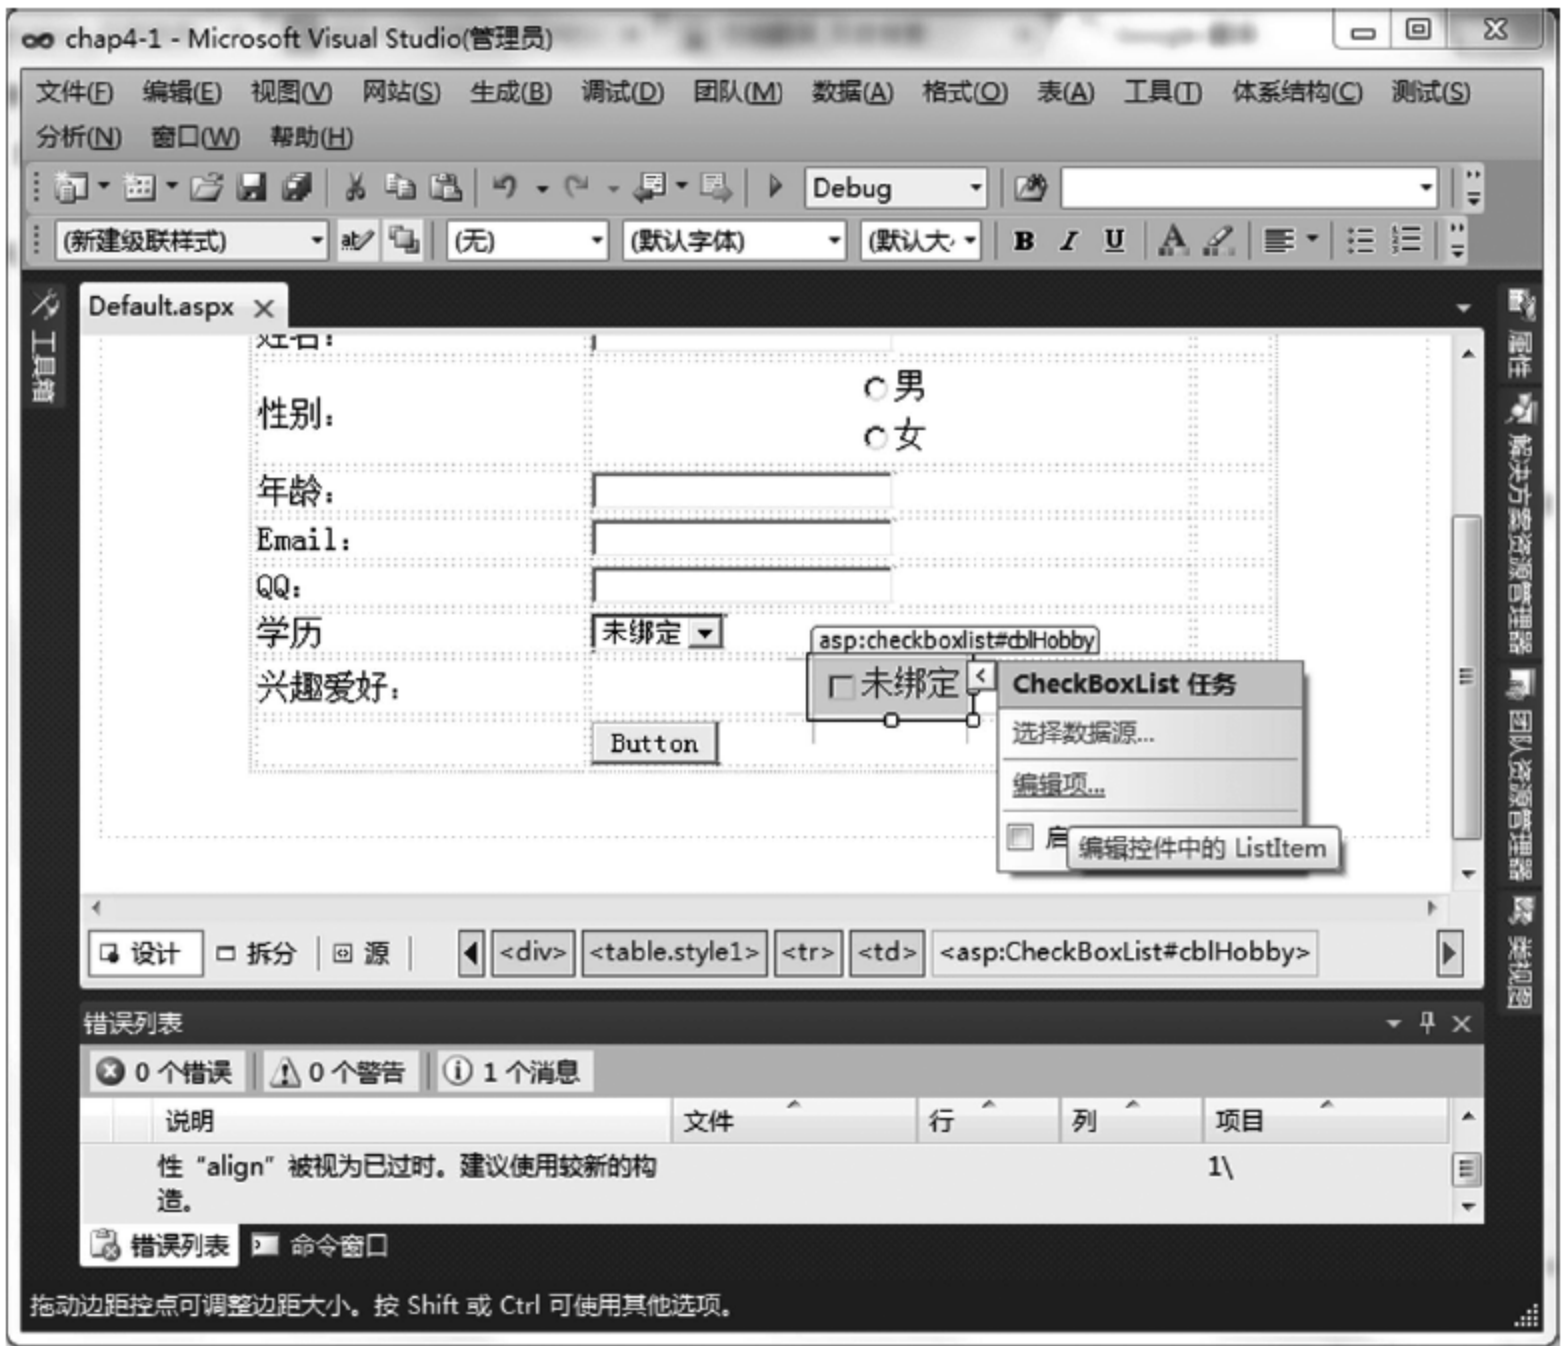 chap4-1 - Microsoft Visual Studio(管理员)
文件(F) 编辑(E) 视图(V) 网站(S) 生成(B) 调试(D) 团队(M) 数据(A) 格式(O) 表(A) 工具(T) 体系结构(C) 测试(S)
分析(N) 窗口(W) 帮助(H)
Debug
(新建级联样式) (无) (默认字体) (默认大 B I U A
Default.aspx
工具箱
属性
解决方案资源管理器
团队资源管理器
类视图
姓名：
性别：
男
女
年龄：
Email：
QQ：
学历 未绑定
asp:checkboxlist#cblHobby
兴趣爱好： 未绑定
CheckBoxList 任务
选择数据源...
Button
编辑项...
启
编辑控件中的 ListItem
设计 拆分 源 <div> <table.style1> <tr> <td> <asp:CheckBoxList#cblHobby>
错误列表
0 个错误 0 个警告 1 个消息
说明 文件 行 列 项目
性“align”被视为已过时。建议使用较新的构 1\
造。
错误列表 命令窗口
拖动边距控点可调整边距大小。按 Shift 或 Ctrl 可使用其他选项。